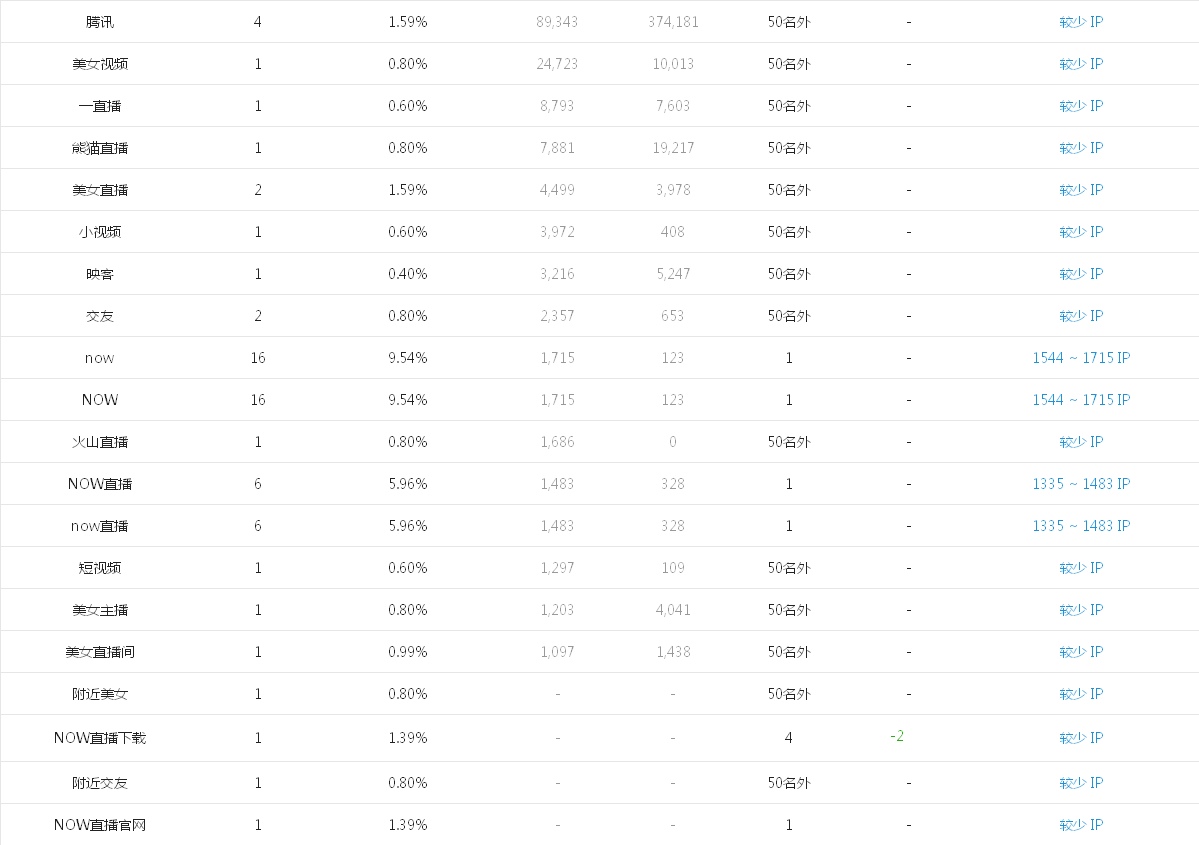 腾讯 4 1.59% 89,343 374,181 50名外 - 较少 IP
美女视频 1 0.80% 24,723 10,013 50名外 - 较少 IP
一直播 1 0.60% 8,793 7,603 50名外 - 较少 IP
熊猫直播 1 0.80% 7,881 19,217 50名外 - 较少 IP
美女直播 2 1.59% 4,499 3,978 50名外 - 较少 IP
小视频 1 0.60% 3,972 408 50名外 - 较少 IP
映客 1 0.40% 3,216 5,247 50名外 - 较少 IP
交友 2 0.80% 2,357 653 50名外 - 较少 IP
now 16 9.54% 1,715 123 1 - 1544 ~ 1715 IP
NOW 16 9.54% 1,715 123 1 - 1544 ~ 1715 IP
火山直播 1 0.80% 1,686 0 50名外 - 较少 IP
NOW直播 6 5.96% 1,483 328 1 - 1335 ~ 1483 IP
now直播 6 5.96% 1,483 328 1 - 1335 ~ 1483 IP
短视频 1 0.60% 1,297 109 50名外 - 较少 IP
美女主播 1 0.80% 1,203 4,041 50名外 - 较少 IP
美女直播间 1 0.99% 1,097 1,438 50名外 - 较少 IP
附近美女 1 0.80% - - 50名外 - 较少 IP
NOW直播下载 1 1.39% - - 4 -2 较少 IP
附近交友 1 0.80% - - 50名外 - 较少 IP
NOW直播官网 1 1.39% - - 1 - 较少 IP